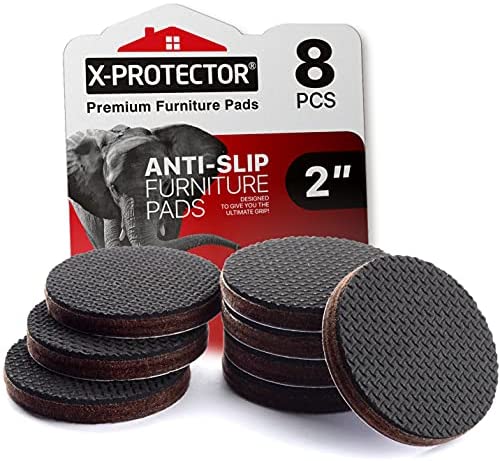 X-PROTECTOR®
Premium Furniture Pads
8
PCS
ANTI-SLIP
FURNITURE
PADS
DESIGNED
TO GIVE YOU THE
ULTIMATE GRIP!
2"